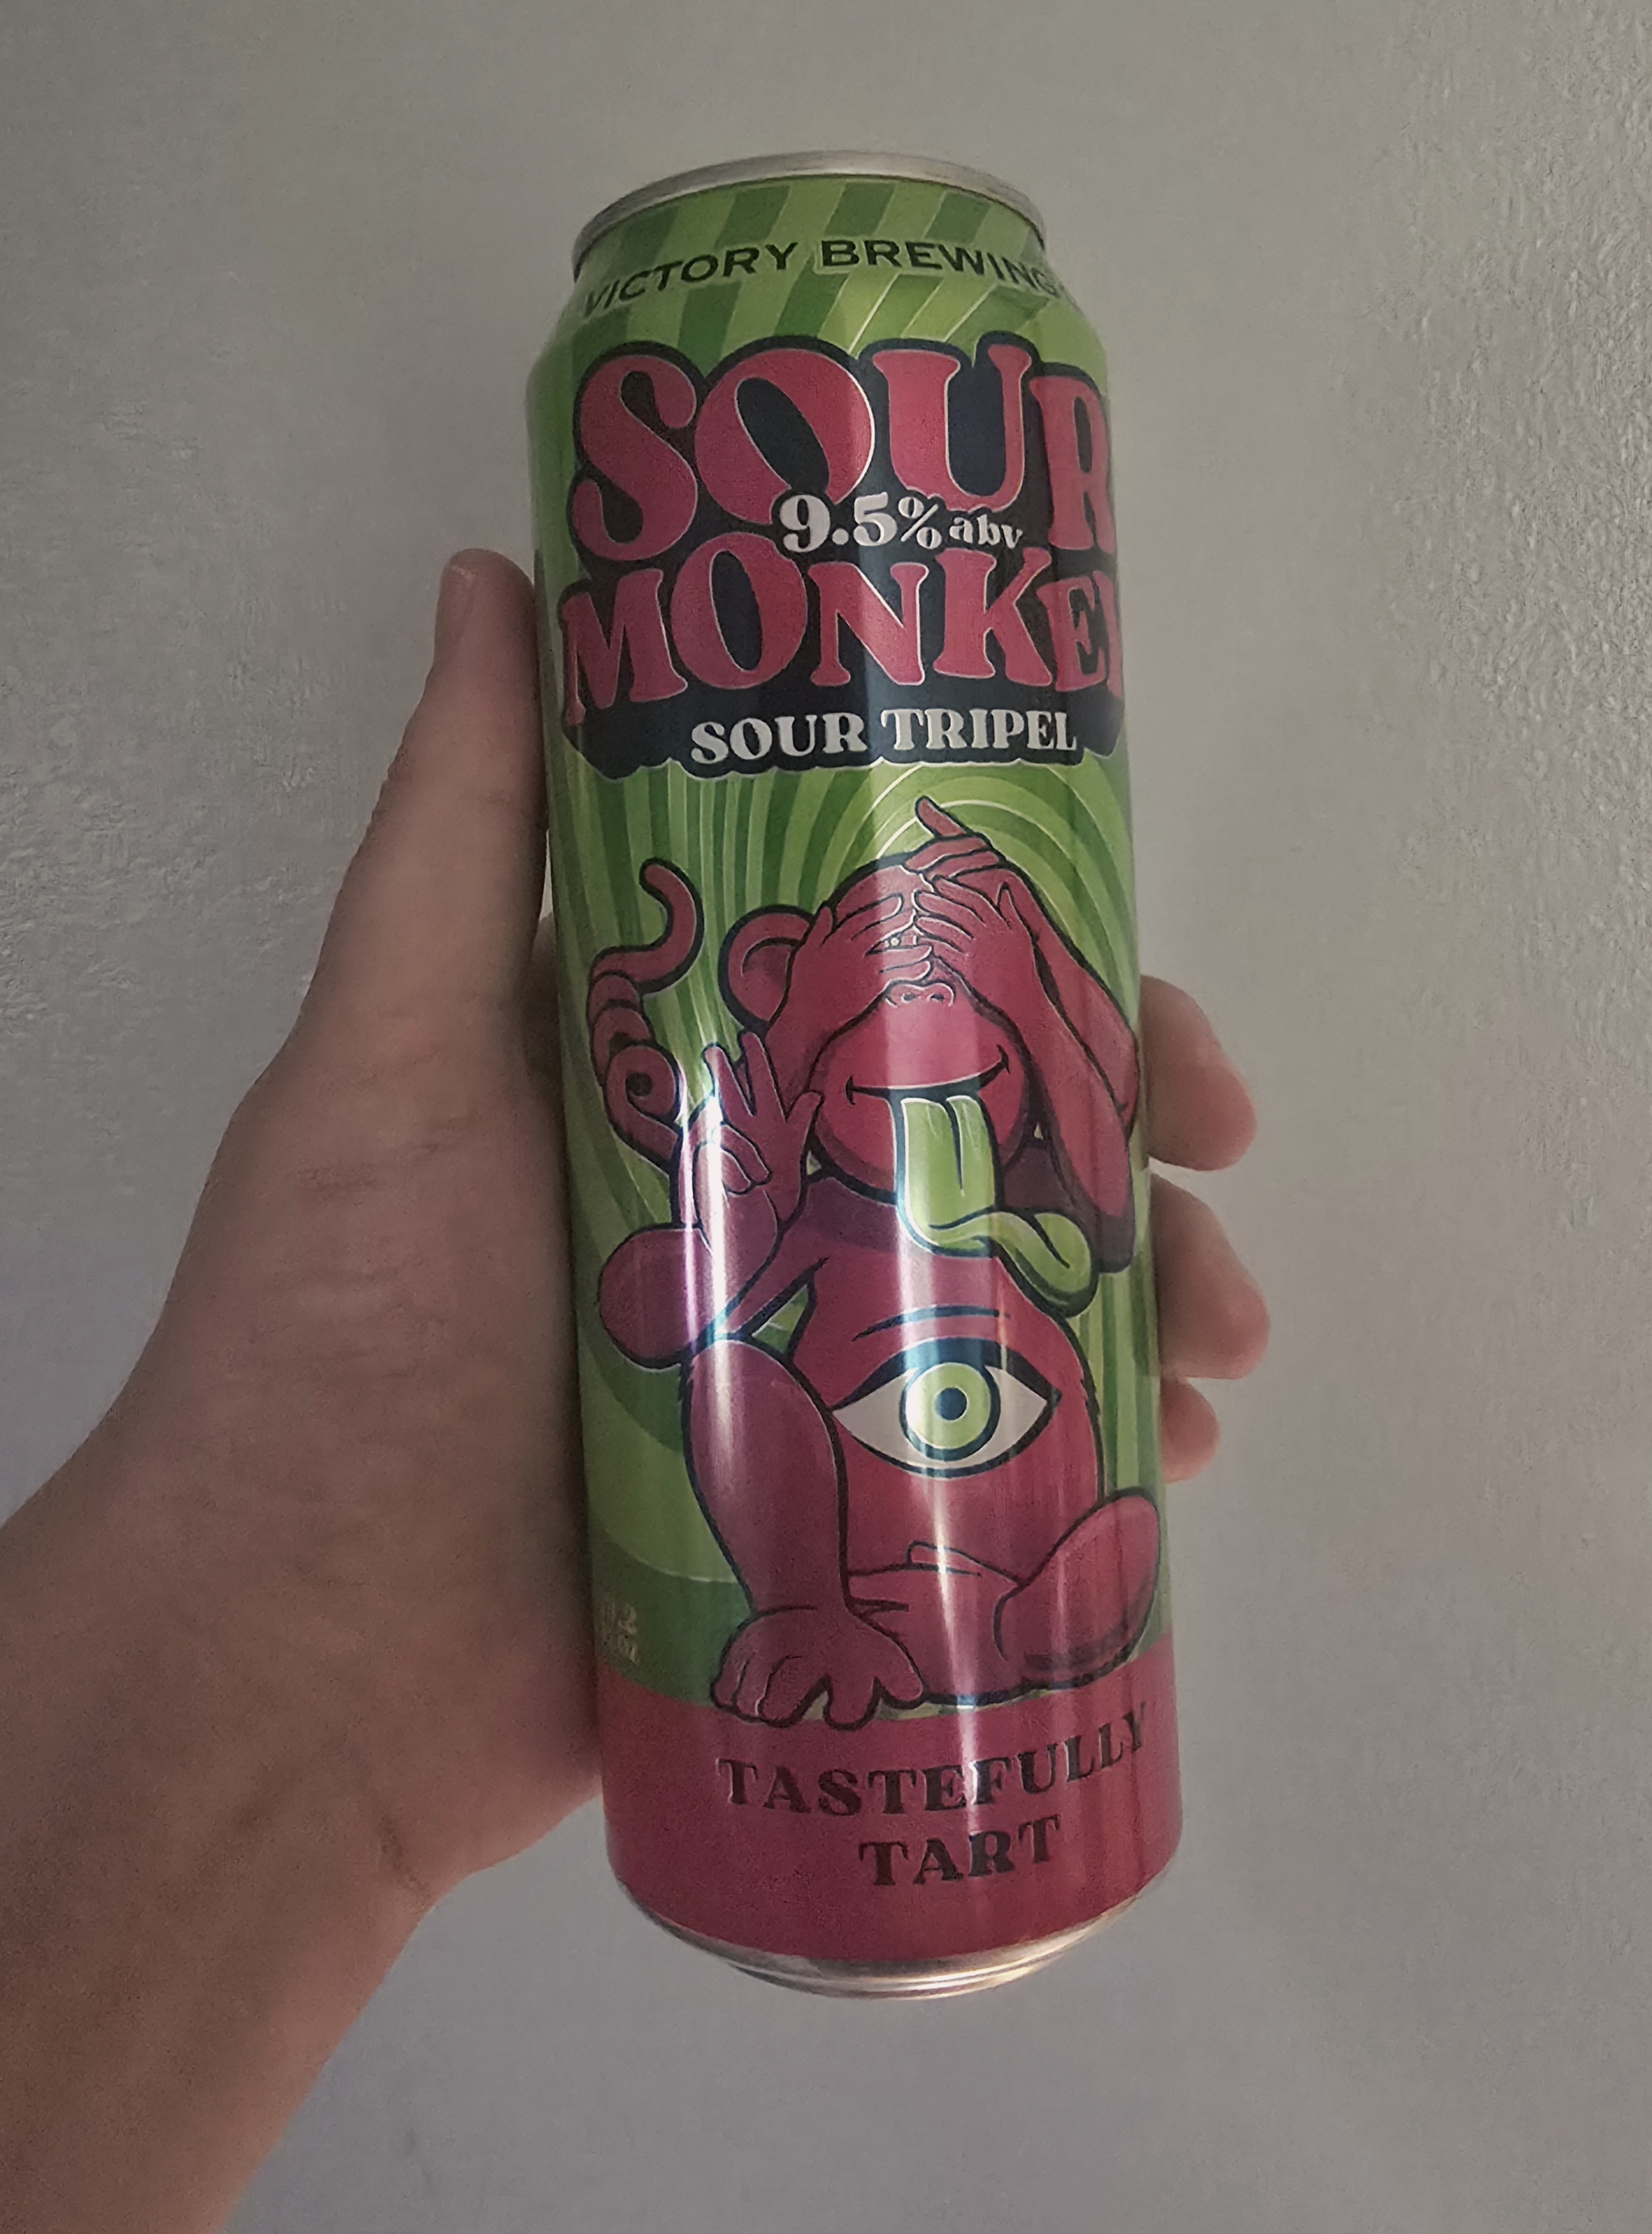 VICTORY BREWING
SOUR
9.5% abv
MONKEY
SOUR TRIPEL
TASTEFULLY
TART